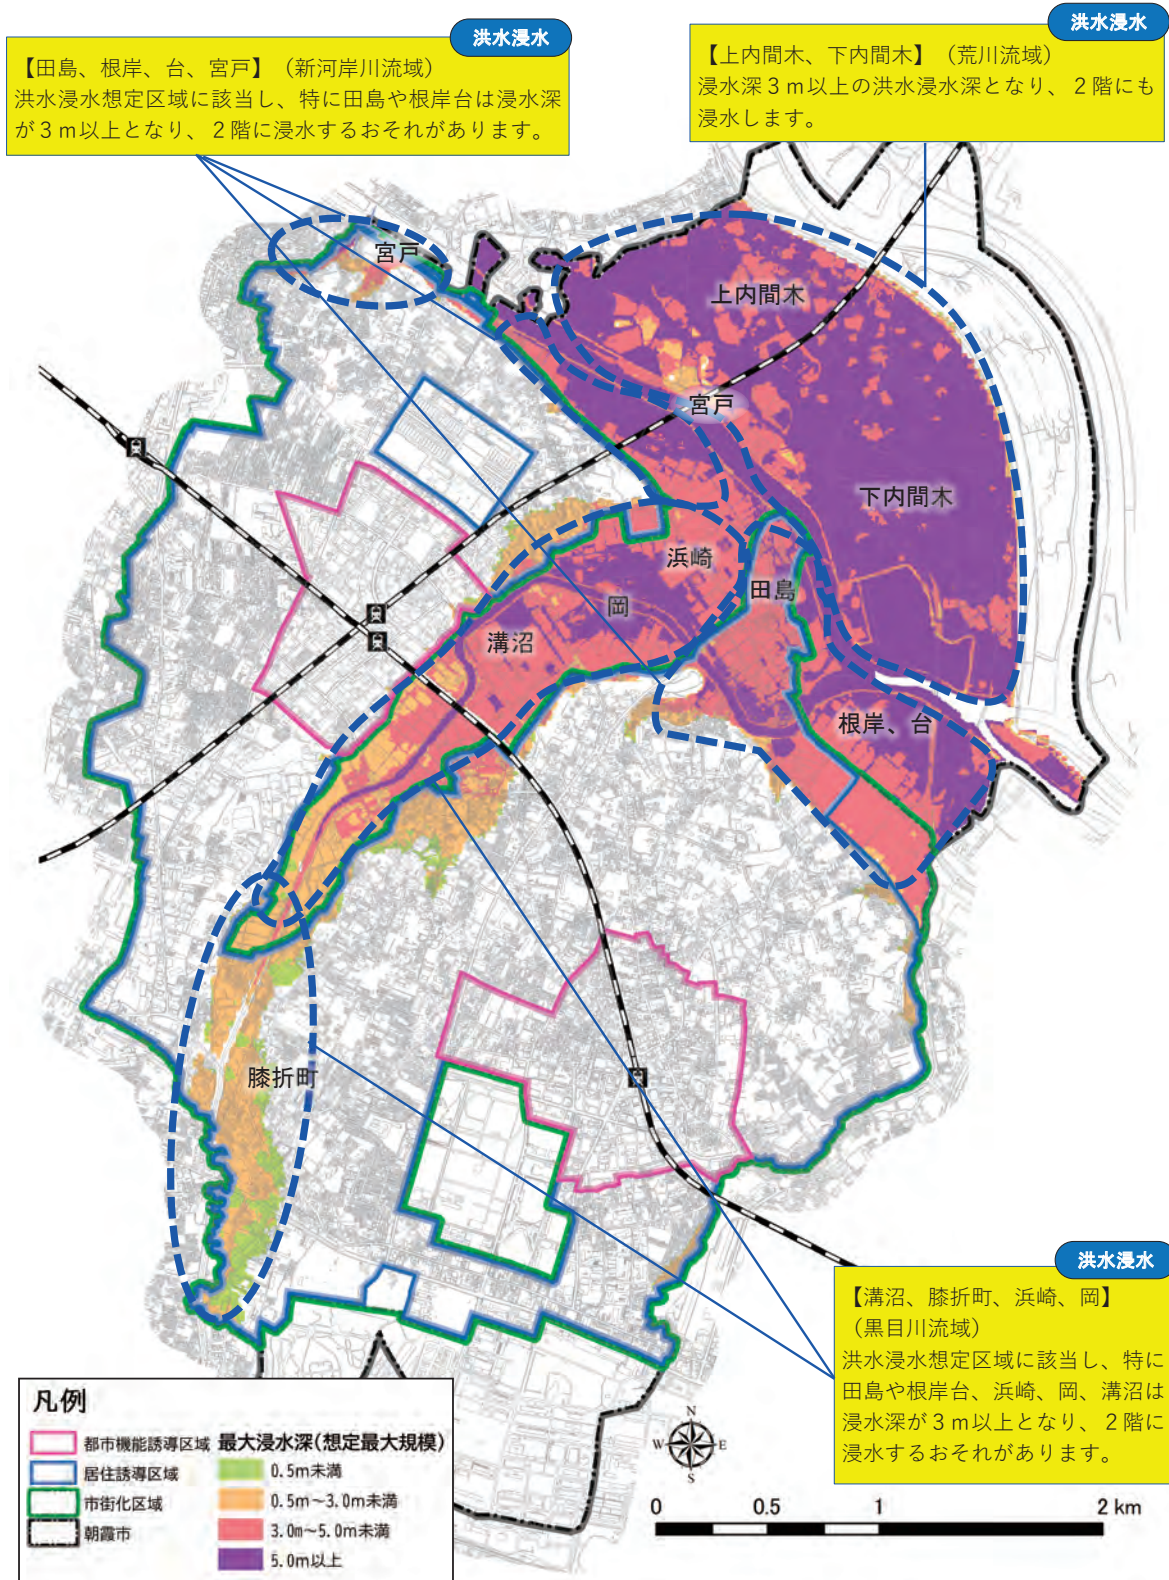 洪水浸水
【田島、根岸、台、宮戸】（新河岸川流域）
洪水浸水想定区域に該当し、特に田島や根岸台は浸水深
が３ｍ以上となり、２階に浸水するおそれがあります。
洪水浸水
【上内間木、下内間木】（荒川流域）
浸水深３ｍ以上の洪水浸水深となり、２階にも
浸水します。
宮戸
上内間木
宮戸
下内間木
浜崎
田島
岡
溝沼
根岸、台
膝折町
洪水浸水
【溝沼、膝折町、浜崎、岡】
（黒目川流域）
洪水浸水想定区域に該当し、特に
田島や根岸台、浜崎、岡、溝沼は
浸水深が３ｍ以上となり、２階に
浸水するおそれがあります。
凡例
都市機能誘導区域
居住誘導区域
市街化区域
朝霞市
最大浸水深(想定最大規模)
0.5m未満
0.5m～3.0m未満
3.0m～5.0m未満
5.0m以上
N
W E
S
0 0.5 1 2 km